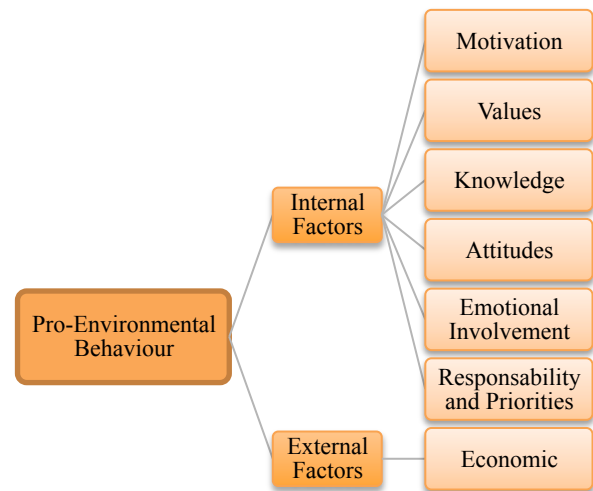 Pro-Environmental
Behaviour
Internal
Factors
Motivation
Values
Knowledge
Attitudes
Emotional
Involvement
Responsability
and Priorities
External
Factors
Economic